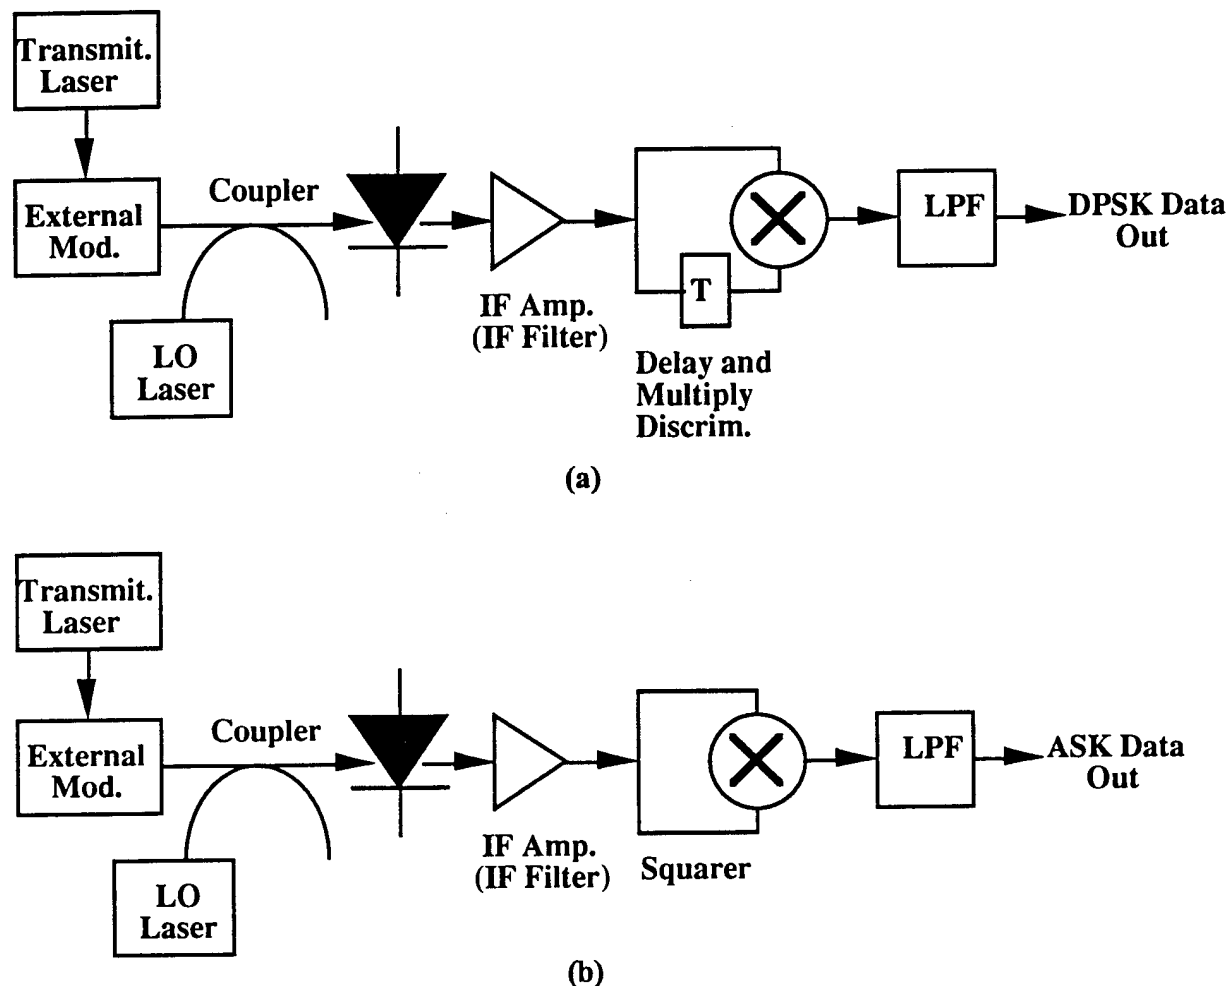 Transmit.
Laser
External
Mod.
Coupler
LO
Laser
IF Amp.
(IF Filter)
T
Delay and
Multiply
Discrim.
LPF
DPSK Data
Out
(a)
Transmit.
Laser
External
Mod.
Coupler
LO
Laser
IF Amp.
(IF Filter)
Squarer
LPF
ASK Data
Out
(b)